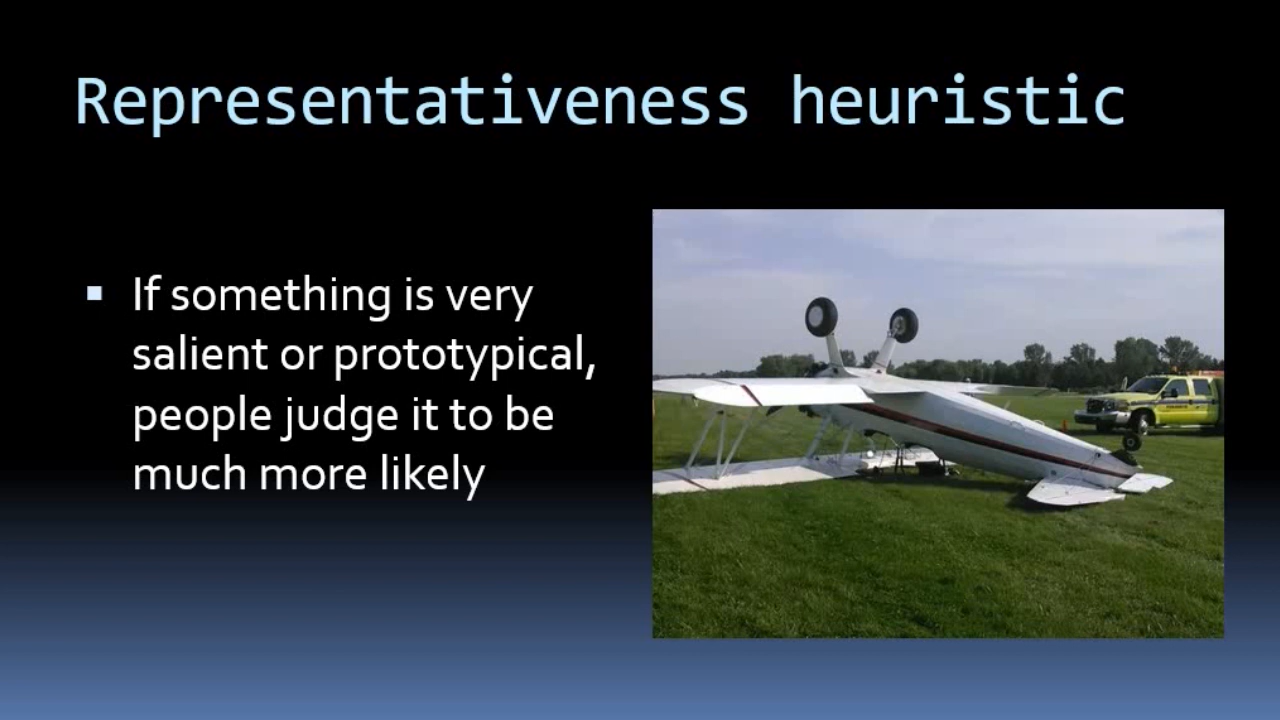 Representativeness heuristic
If something is very
salient or prototypical,
people judge it to be
much more likely